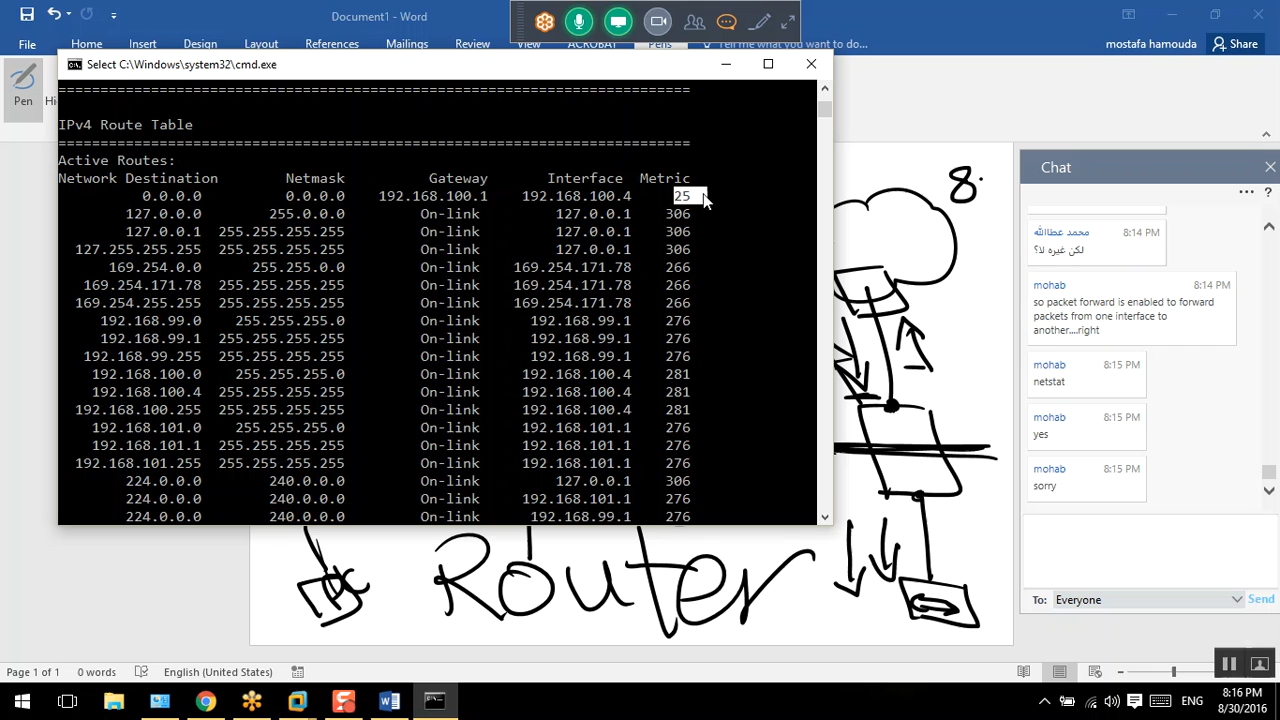 Document1 - Word
File
Home
Insert
Design
Layout
References
Mailings
Review
ACROBAT
Pens
Tell me what you want to do...
mostafa hamouda
Share
Pen
Select C:\Windows\system32\cmd.exe
===========================================================================
IPv4 Route Table
===========================================================================
Active Routes:
Network Destination Netmask Gateway Interface Metric
0.0.0.0 0.0.0.0 192.168.100.1 192.168.100.4 25
127.0.0.0 255.0.0.0 On-link 127.0.0.1 306
127.0.0.1 255.255.255.255 On-link 127.0.0.1 306
127.255.255.255 255.255.255.255 On-link 127.0.0.1 306
169.254.0.0 255.255.0.0 On-link 169.254.171.78 266
169.254.171.78 255.255.255.255 On-link 169.254.171.78 266
169.254.255.255 255.255.255.255 On-link 169.254.171.78 266
192.168.99.0 255.255.255.0 On-link 192.168.99.1 276
192.168.99.1 255.255.255.255 On-link 192.168.99.1 276
192.168.99.255 255.255.255.255 On-link 192.168.99.1 276
192.168.100.0 255.255.255.0 On-link 192.168.100.4 281
192.168.100.4 255.255.255.255 On-link 192.168.100.4 281
192.168.100.255 255.255.255.255 On-link 192.168.100.4 281
192.168.101.0 255.255.255.0 On-link 192.168.101.1 276
192.168.101.1 255.255.255.255 On-link 192.168.101.1 276
192.168.101.255 255.255.255.255 On-link 192.168.101.1 276
224.0.0.0 240.0.0.0 On-link 127.0.0.1 306
224.0.0.0 240.0.0.0 On-link 192.168.101.1 276
224.0.0.0 240.0.0.0 On-link 192.168.99.1 276
8.
Router
Chat
محمد عطاالله 8:14 PM
لكن غيره لا؟
mohab 8:14 PM
so packet forward is enabled to forward
packets from one interface to
another....right
mohab 8:15 PM
netstat
mohab 8:15 PM
yes
mohab 8:15 PM
sorry
To: Everyone Send
Page 1 of 1 0 words English (United States)
ENG
8:16 PM
8/30/2016